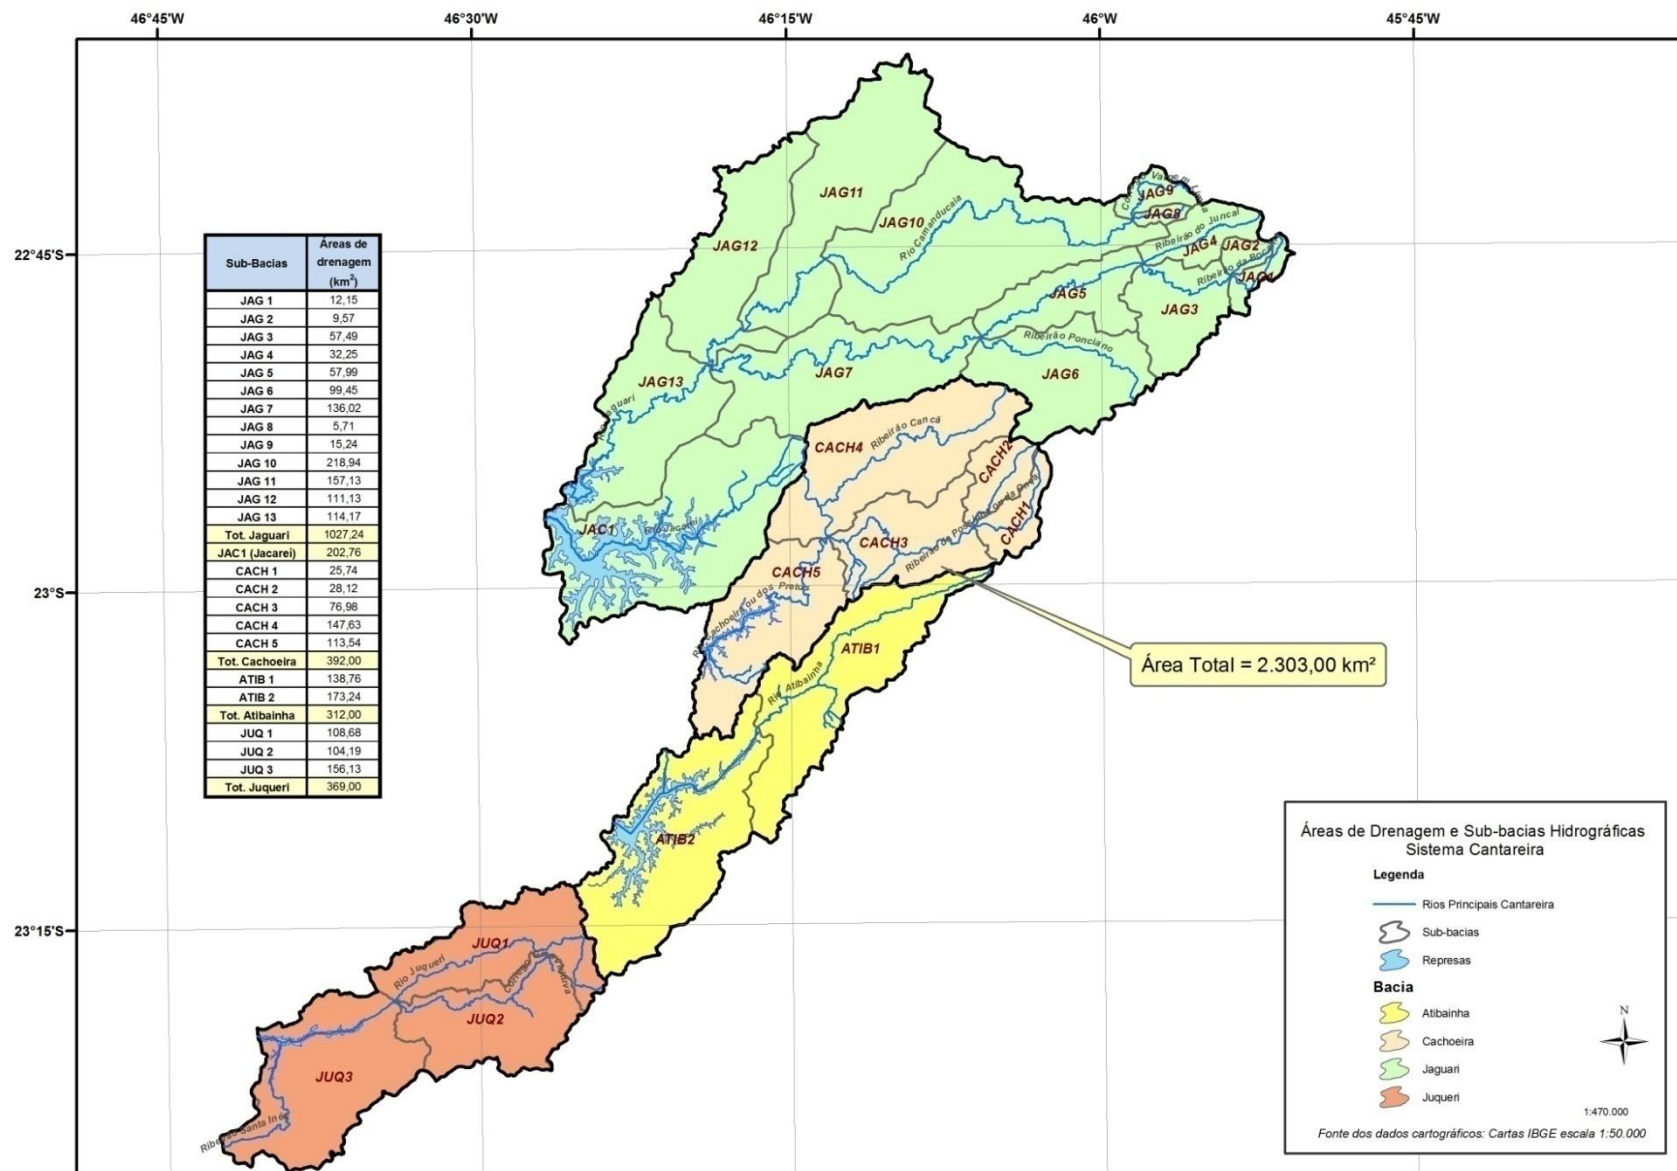 46°45'W
46°30'W
46°15'W
46°W
45°45'W
22°45'S
23°S
23°15'S
Sub-Bacias Áreas de drenagem (km²)
JAG 1 12,15
JAG 2 9,57
JAG 3 57,49
JAG 4 32,25
JAG 5 57,99
JAG 6 99,45
JAG 7 136,02
JAG 8 5,71
JAG 9 15,24
JAG 10 218,94
JAG 11 157,13
JAG 12 111,13
JAG 13 114,17
Tot. Jaguari 1027,24
JAC1 (Jacareí) 202,76
CACH 1 25,74
CACH 2 28,12
CACH 3 76,98
CACH 4 147,63
CACH 5 113,54
Tot. Cachoeira 392,00
ATIB 1 138,76
ATIB 2 173,24
Tot. Atibainha 312,00
JUQ 1 108,68
JUQ 2 104,19
JUQ 3 156,13
Tot. Juqueri 369,00
JAG11
JAG10
JAG12
Rio Camanducaia
JAG9
JAG8
Ribeirão do Juncal
JAG4
JAG2
JAG1
JAG3
JAG5
Ribeirão Ponciano
JAG6
JAG7
JAG13
CACH4
Ribeirão Cancã
CACH2
CACH1
CACH3
CACH5
JAC1
Rio Jacareí
ATIB1
Rio Atibainha
ATIB2
JUQ1
Rio Juqueri
JUQ2
JUQ3
Ribeirão Santa Inês
Área Total = 2.303,00 km²
Áreas de Drenagem e Sub-bacias Hidrográficas
Sistema Cantareira
Legenda
Rios Principais Cantareira
Sub-bacias
Represas
Bacia
Atibainha
Cachoeira
Jaguari
Juqueri
N
1:470.000
Fonte dos dados cartográficos: Cartas IBGE escala 1:50.000